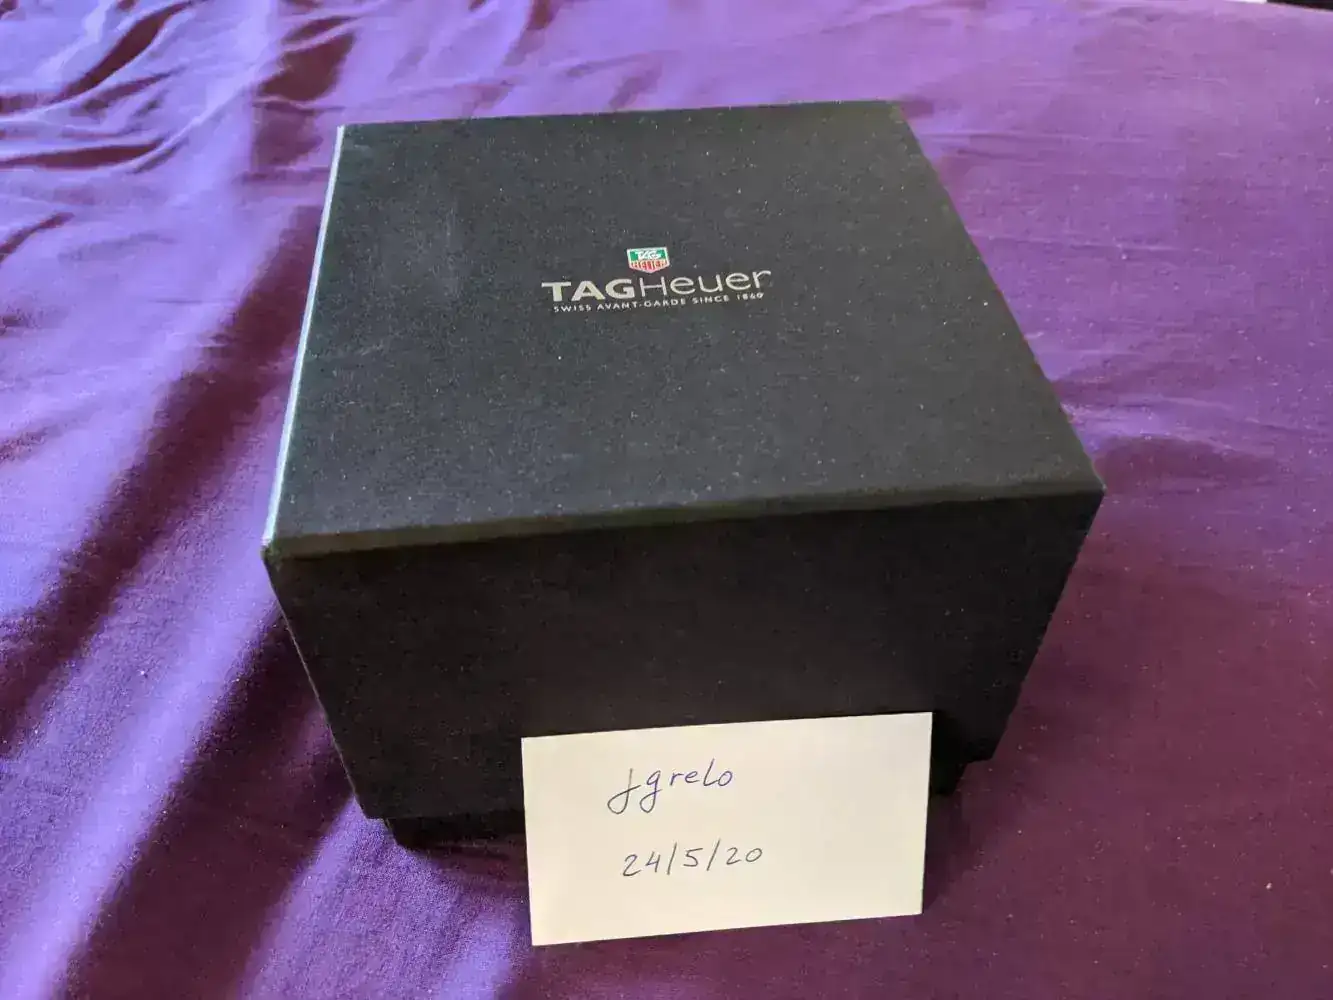 TAG
HEUER
TAGHeuer
SWISS AVANT-GARDE SINCE 1860
Jgrelo
24/5/20